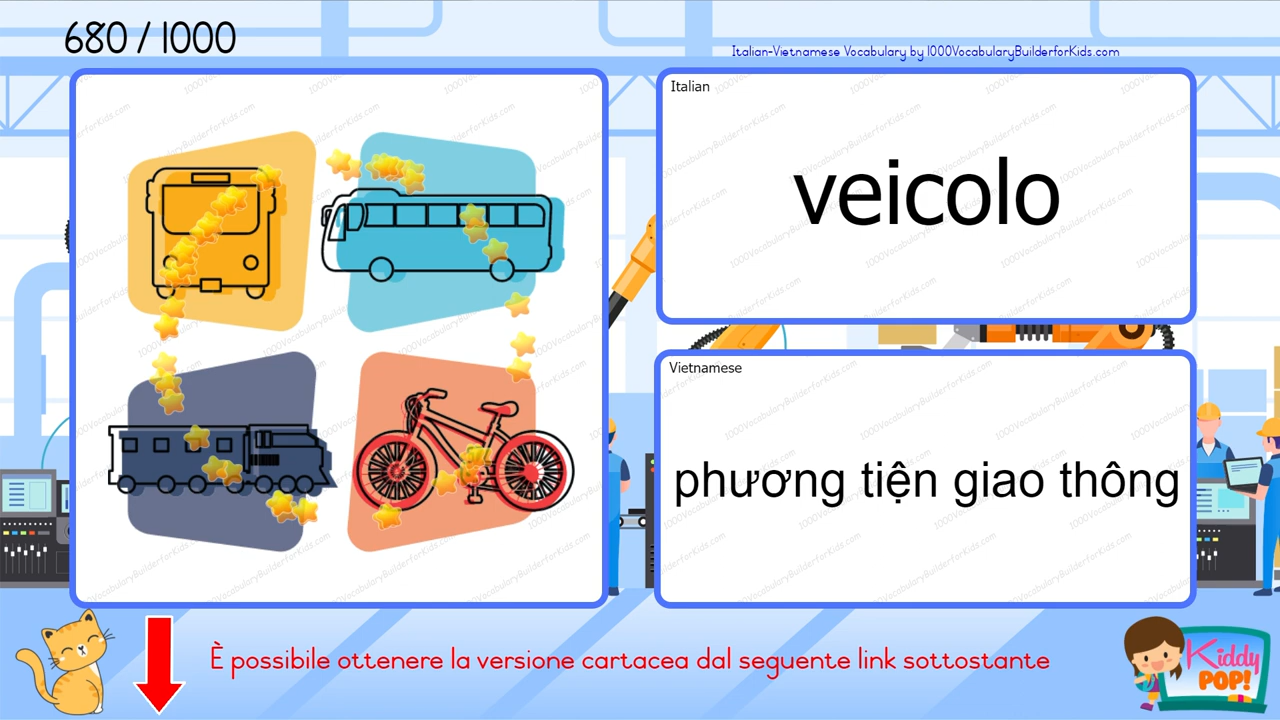 680 / 1000
Italian-Vietnamese Vocabulary by 1000VocabularyBuilderforKids.com
Italian
veicolo
Vietnamese
phương tiện giao thông
È possibile ottenere la versione cartacea dal seguente link sottostante
Kiddy
POP!